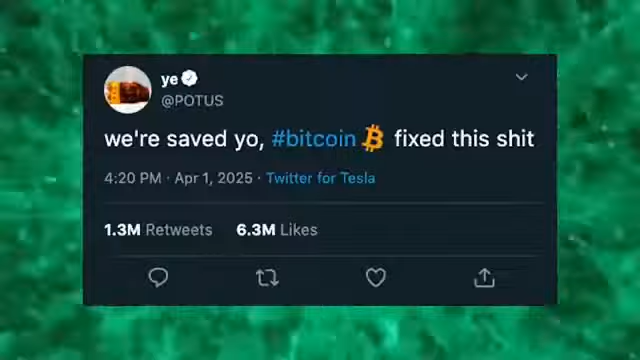 ye
@POTUS
we're saved yo, #bitcoin fixed this shit
4:20 PM · Apr 1, 2025 · Twitter for Tesla
1.3M Retweets 6.3M Likes